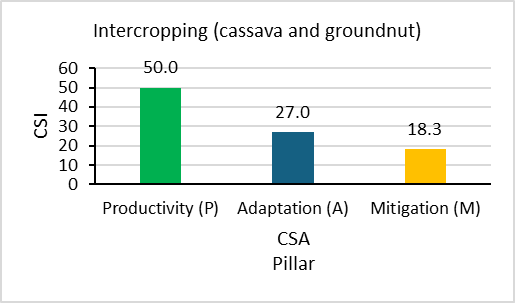 Intercropping (cassava and groundnut)
CSI
60
50
40
30
20
10
0
50.0
27.0
18.3
Productivity (P)
Adaptation (A)
Mitigation (M)
CSA
Pillar